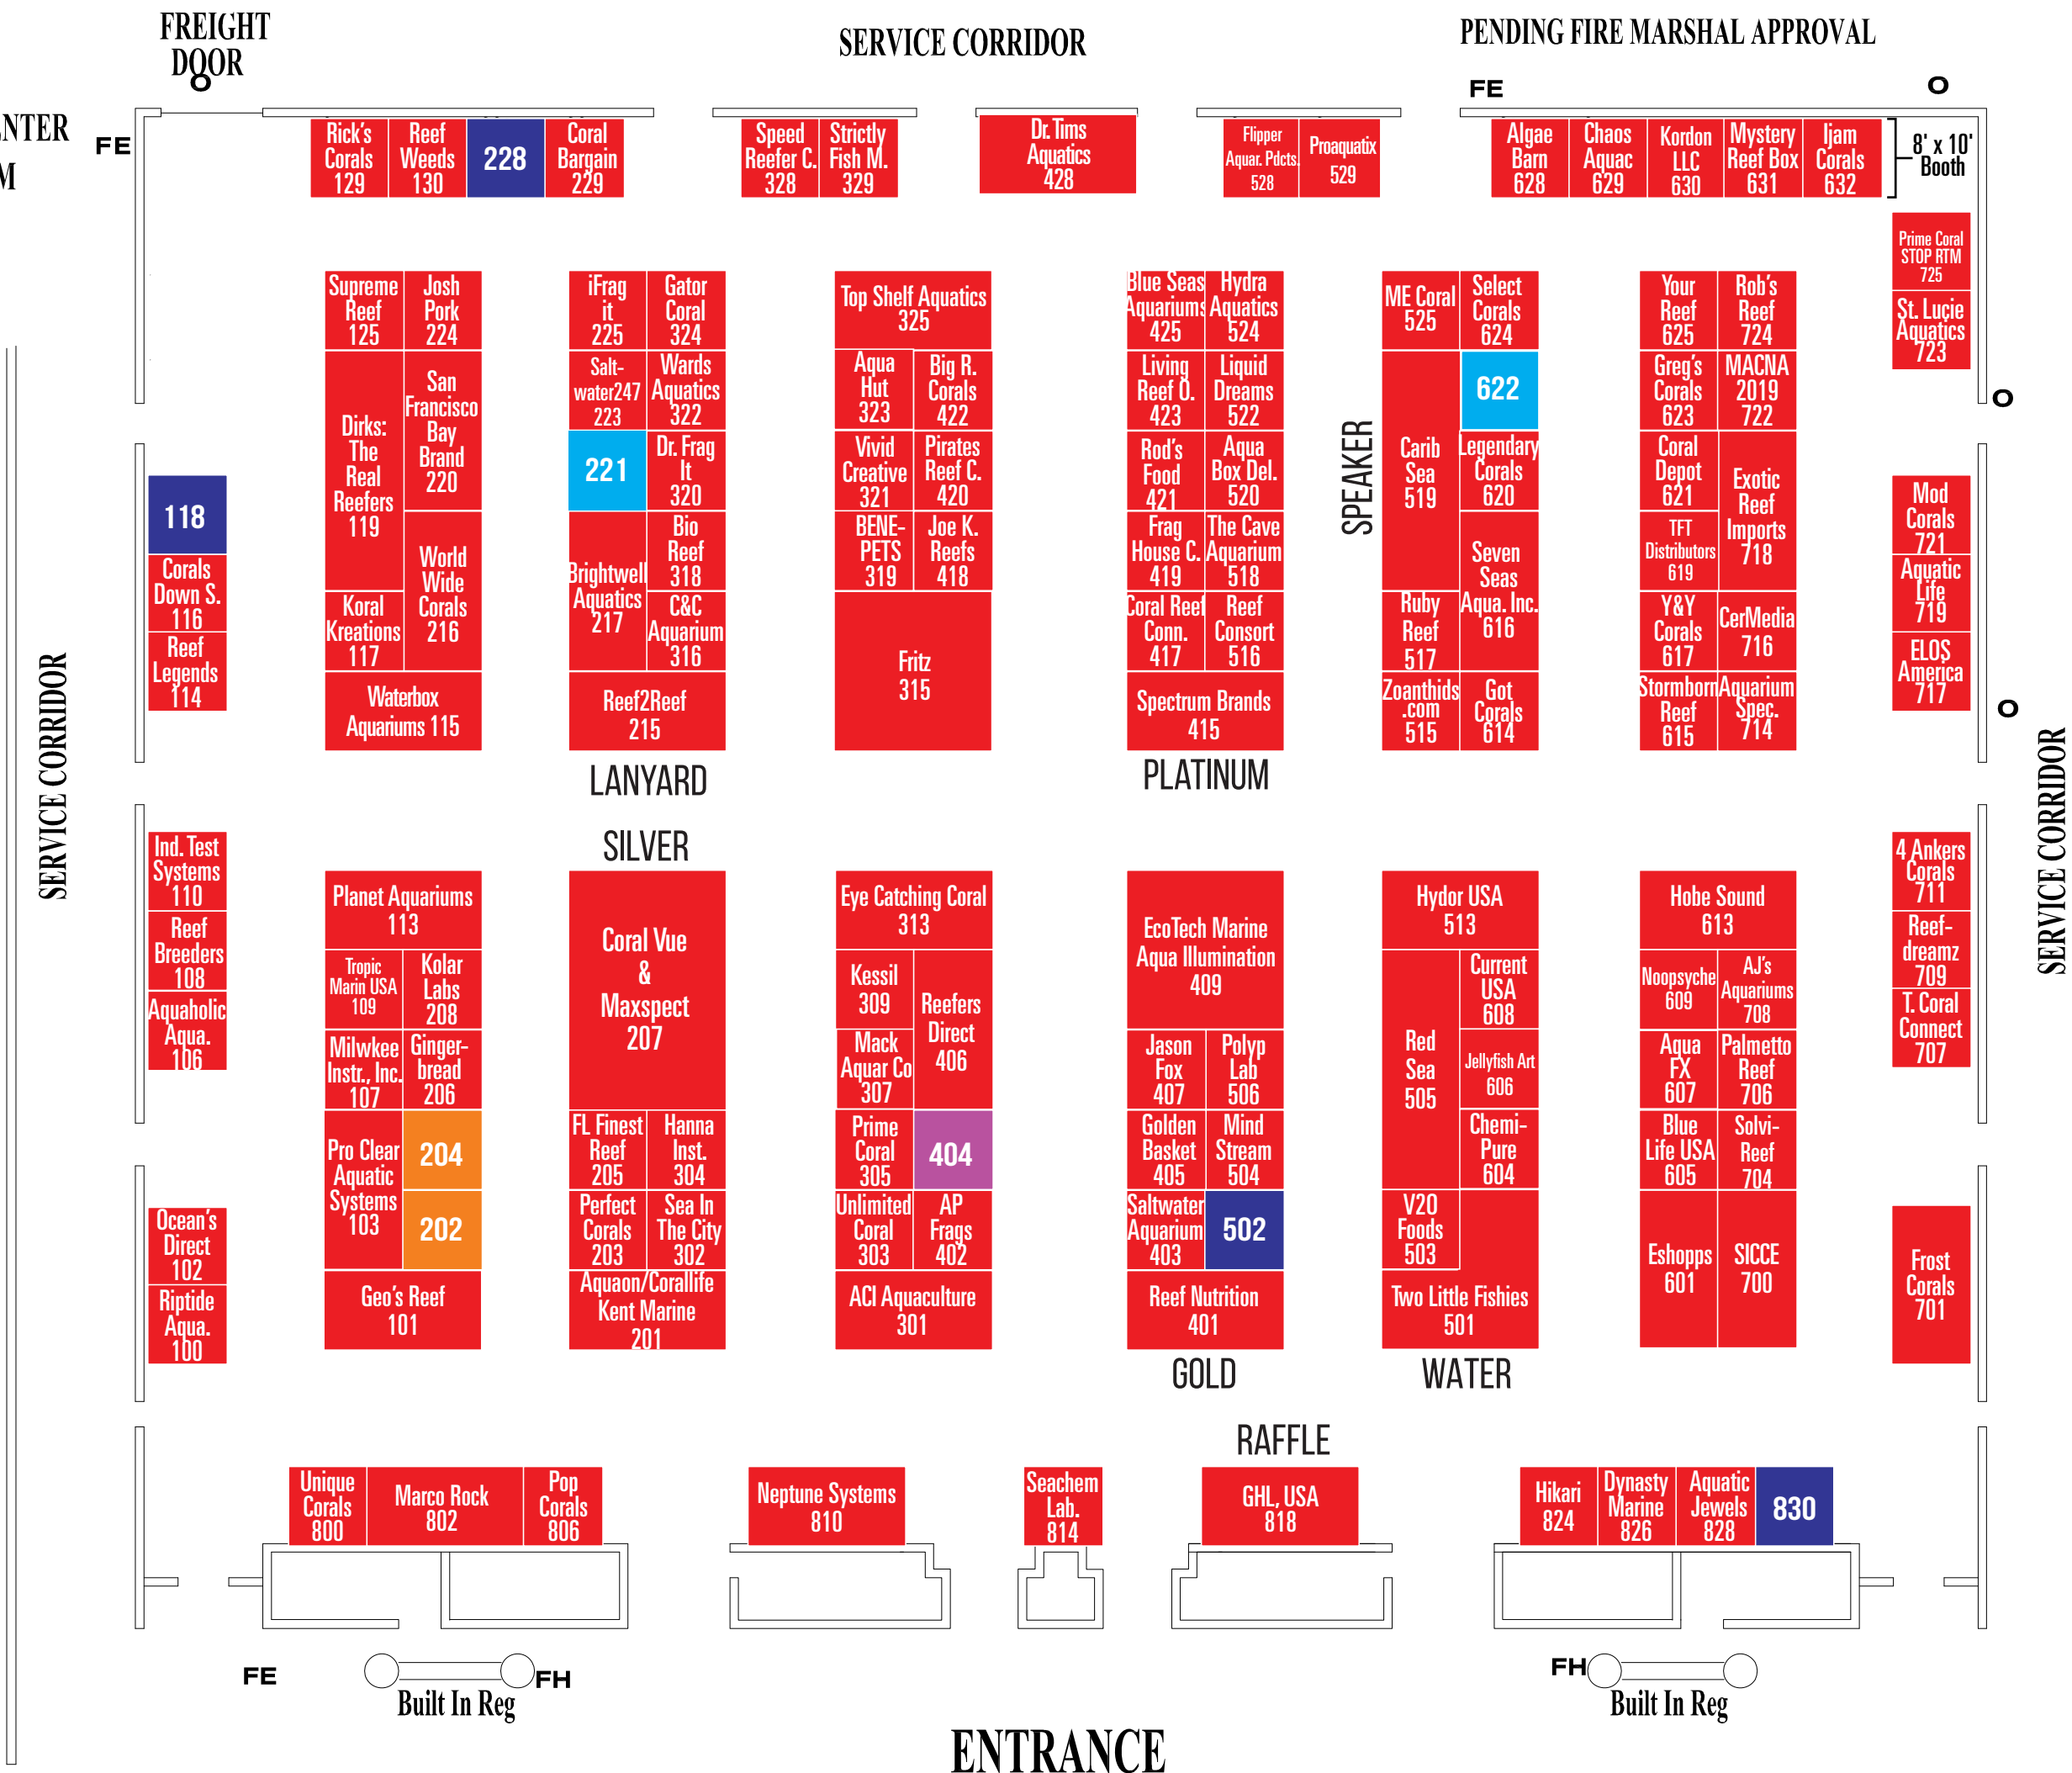 FREIGHT
DOOR
O
SERVICE CORRIDOR
PENDING FIRE MARSHAL APPROVAL
FE
O
NTER
M
FE
Rick's
Corals
129
Reef
Weeds
130
228
Coral
Bargain
229
Speed
Reefer C.
328
Strictly
Fish M.
329
Dr. Tims
Aquatics
428
Flipper
Aquar. Pdcts.
528
Proaquatix
529
Algae
Barn
628
Chaos
Aquac
629
Kordon
LLC
630
Mystery
Reef Box
631
Ijam
Corals
632
8' x 10'
Booth
Prime Coral
STOP RTM
725
St. Lucie
Aquatics
723
O
O
Supreme
Reef
125
Josh
Pork
224
Dirks:
The
Real
Reefers
119
San
Francisco
Bay
Brand
220
World
Wide
Corals
216
Koral
Kreations
117
Waterbox
Aquariums 115
iFrag
it
225
Gator
Coral
324
Salt-
water247
223
Wards
Aquatics
322
221
Dr. Frag
It
320
Brightwell
Aquatics
217
Bio
Reef
318
C&C
Aquarium
316
Reef2Reef
215
LANYARD
Top Shelf Aquatics
325
Aqua
Hut
323
Big R.
Corals
422
Vivid
Creative
321
Pirates
Reef C.
420
BENE-
PETS
319
Joe K.
Reefs
418
Fritz
315
Blue Seas
Aquariums
425
Hydra
Aquatics
524
Living
Reef O.
423
Liquid
Dreams
522
Rod's
Food
421
Aqua
Box Del.
520
Frag
House C.
419
The Cave
Aquarium
518
Coral Reef
Conn.
417
Reef
Consort
516
Spectrum Brands
415
PLATINUM
SPEAKER
ME Coral
525
Select
Corals
624
Carib
Sea
519
622
Legendary
Corals
620
Seven
Seas
Aqua. Inc.
616
Ruby
Reef
517
Zoanthids
.com
515
Got
Corals
614
Your
Reef
625
Rob's
Reef
724
Greg's
Corals
623
MACNA
2019
722
Coral
Depot
621
Exotic
Reef
Imports
718
TFT
Distributors
619
Y&Y
Corals
617
CerMedia
716
Stormborn
Reef
615
Aquarium
Spec.
714
118
Corals
Down S.
116
Reef
Legends
114
Mod
Corals
721
Aquatic
Life
719
ELOS
America
717
SERVICE CORRIDOR
SERVICE CORRIDOR
SILVER
Ind. Test
Systems
110
Reef
Breeders
108
Aquaholic
Aqua.
106
Ocean's
Direct
102
Riptide
Aqua.
100
Planet Aquariums
113
Tropic
Marin USA
109
Kolar
Labs
208
Milwkee
Instr., Inc.
107
Ginger-
bread
206
Pro Clear
Aquatic
Systems
103
204
202
Geo's Reef
101
Coral Vue
&
Maxspect
207
FL Finest
Reef
205
Hanna
Inst.
304
Perfect
Corals
203
Sea In
The City
302
Aquaon/Corallife
Kent Marine
201
Eye Catching Coral
313
Kessil
309
Reefers
Direct
406
Mack
Aquar Co
307
Prime
Coral
305
404
Unlimited
Coral
303
AP
Frags
402
ACI Aquaculture
301
EcoTech Marine
Aqua Illumination
409
Jason
Fox
407
Polyp
Lab
506
Golden
Basket
405
Mind
Stream
504
Saltwater
Aquarium
403
502
Reef Nutrition
401
GOLD
Hydor USA
513
Red
Sea
505
Current
USA
608
Jellyfish Art
606
Chemi-
Pure
604
V2O
Foods
503
Two Little Fishies
501
WATER
Hobe Sound
613
Noopsyche
609
AJ's
Aquariums
708
Aqua
FX
607
Palmetto
Reef
706
Blue
Life USA
605
Solvi-
Reef
704
Eshopps
601
SICCE
700
4 Ankers
Corals
711
Reef-
dreamz
709
T. Coral
Connect
707
Frost
Corals
701
RAFFLE
Unique
Corals
800
Marco Rock
802
Pop
Corals
806
Neptune Systems
810
Seachem
Lab.
814
GHL, USA
818
Hikari
824
Dynasty
Marine
826
Aquatic
Jewels
828
830
FE
FH
Built In Reg
FH
Built In Reg
ENTRANCE